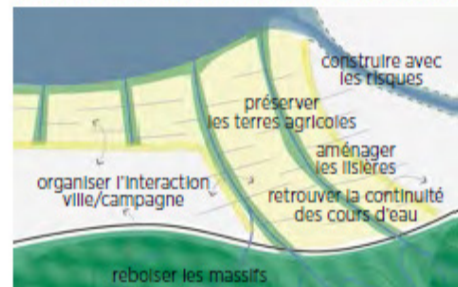 construire avec
les risques
préserver
les terres agricoles
aménager
les lisières
organiser l'interaction
ville/campagne
retrouver la continuité
des cours d'eau
reboiser les massifs